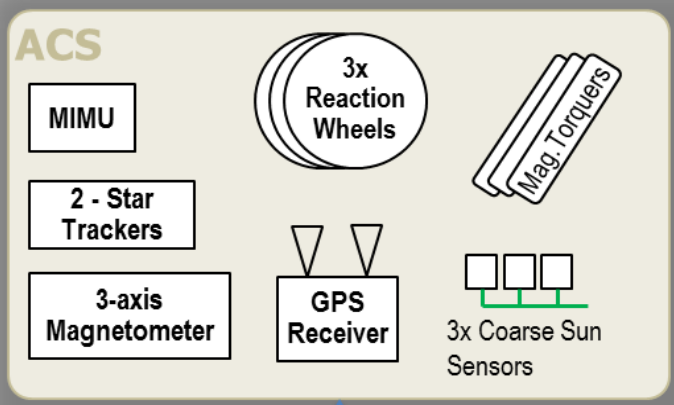 ACS
MIMU
3x
Reaction
Wheels
Mag. Torquers
2 - Star
Trackers
3-axis
Magnetometer
GPS
Receiver
3x Coarse Sun
Sensors